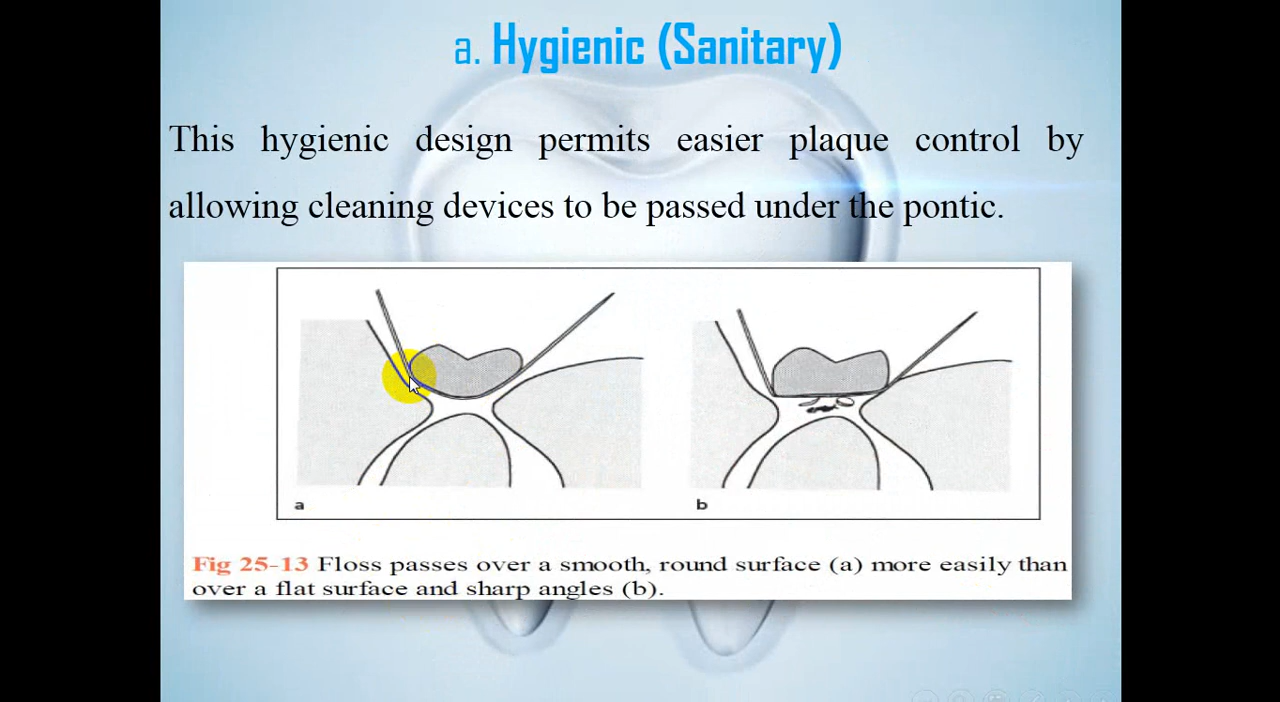 a. Hygienic (Sanitary)
This hygienic design permits easier plaque control by
allowing cleaning devices to be passed under the pontic.
a
b
Fig 25-13 Floss passes over a smooth, round surface (a) more easily than
over a flat surface and sharp angles (b).